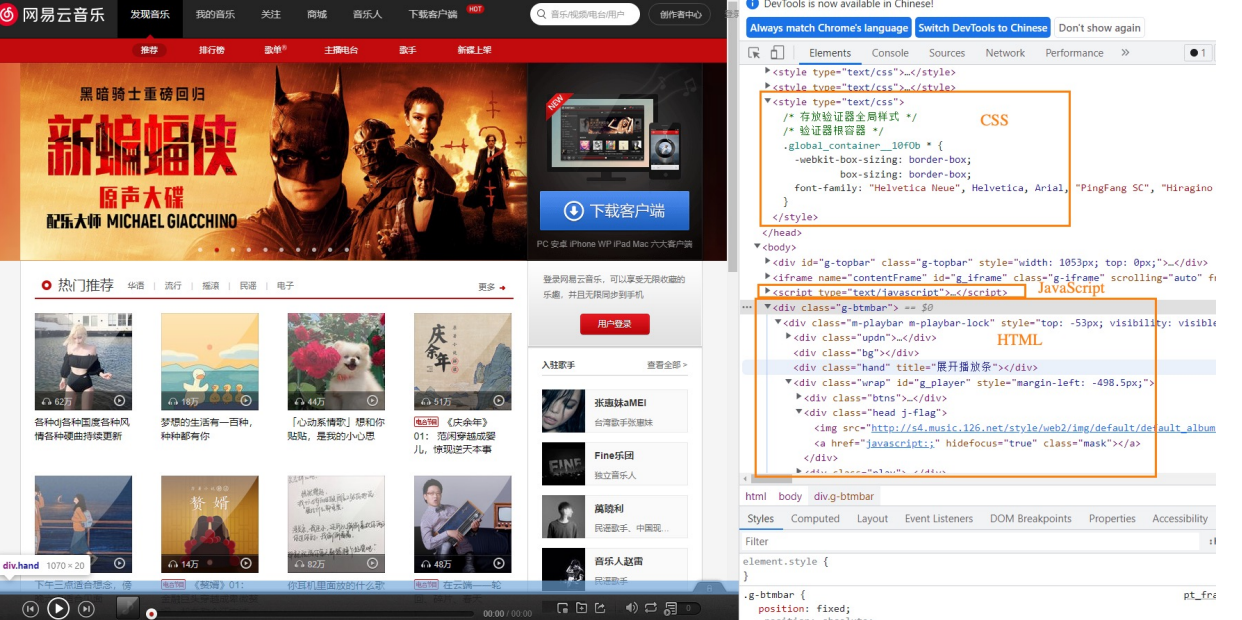 网易云音乐
发现音乐 我的音乐 关注 商城 音乐人 下载客户端 HOT
音乐/视频/电台/用户
创作者中心
推荐 排行榜 歌单® 主播电台 歌手 新碟上架
黑暗骑士重磅回归
新蝙蝠侠
原声大碟
配乐大师 MICHAEL GIACCHINO
NEW
下载客户端
PC 安卓 iPhone WP iPad Mac 六大客户端
热门推荐 华语 | 流行 | 摇滚 | 民谣 | 电子
更多
62万
18万
44万
庆余年
51万
各种dj各种国度各种风
情各种硬曲持续更新
梦想的生活有一百种，
种种都有你
「心动系情歌」想和你
贴贴，是我的小心思
电台节目 《庆余年》
01： 范闲穿越成婴
儿，惊现逆天本事
赘婿
14万
82万
48万
下午三点适合想念，傍
电台节目 《赘婿》01：
你耳机里面放的什么歌
电台节目 在云端——轮
登录网易云音乐，可以享受无限收藏的
乐趣，并且无限同步到手机
用户登录
入驻歌手
查看全部 >
张惠妹aMEI
台湾歌手张惠妹
FINE
Fine乐团
独立音乐人
萬曉利
民谣歌手、中国现...
音乐人赵雷
民谣歌手
div.hand 1070 × 20
00:00 / 00:00
0
DevTools is now available in Chinese!
Always match Chrome's language
Switch DevTools to Chinese
Don't show again
Elements Console Sources Network Performance »
1
<style type="text/css">…</style>
<style type="text/css">…</style>
<style type="text/css">
/* 存放验证器全局样式 */
/* 验证器根容器 */
.global_container__10fOb * {
-webkit-box-sizing: border-box;
box-sizing: border-box;
font-family: "Helvetica Neue", Helvetica, Arial, "PingFang SC", "Hiragino
}
</style>
CSS
</head>
<body>
<div id="g-topbar" class="g-topbar" style="width: 1053px; top: 0px;">…</div>
<iframe name="contentFrame" id="g_iframe" class="g-iframe" scrolling="auto" fr
<script type="text/javascript">…</script>
JavaScript
<div class="g-btmbar"> == $0
<div class="m-playbar m-playbar-lock" style="top: -53px; visibility: visible
<div class="updn">…</div>
HTML
<div class="bg"></div>
<div class="hand" title="展开播放条"></div>
<div class="wrap" id="g_player" style="margin-left: -498.5px;">
<div class="btns">…</div>
<div class="head j-flag">
<img src="http://s4.music.126.net/style/web2/img/default/default_album
<a href="javascript:;" hidefocus="true" class="mask"></a>
</div>
<div class="play">…</div>
html body div.g-btmbar
Styles Computed Layout Event Listeners DOM Breakpoints Properties Accessibility
Filter
element.style {
}
.g-btmbar {
pt_fra
position: fixed;